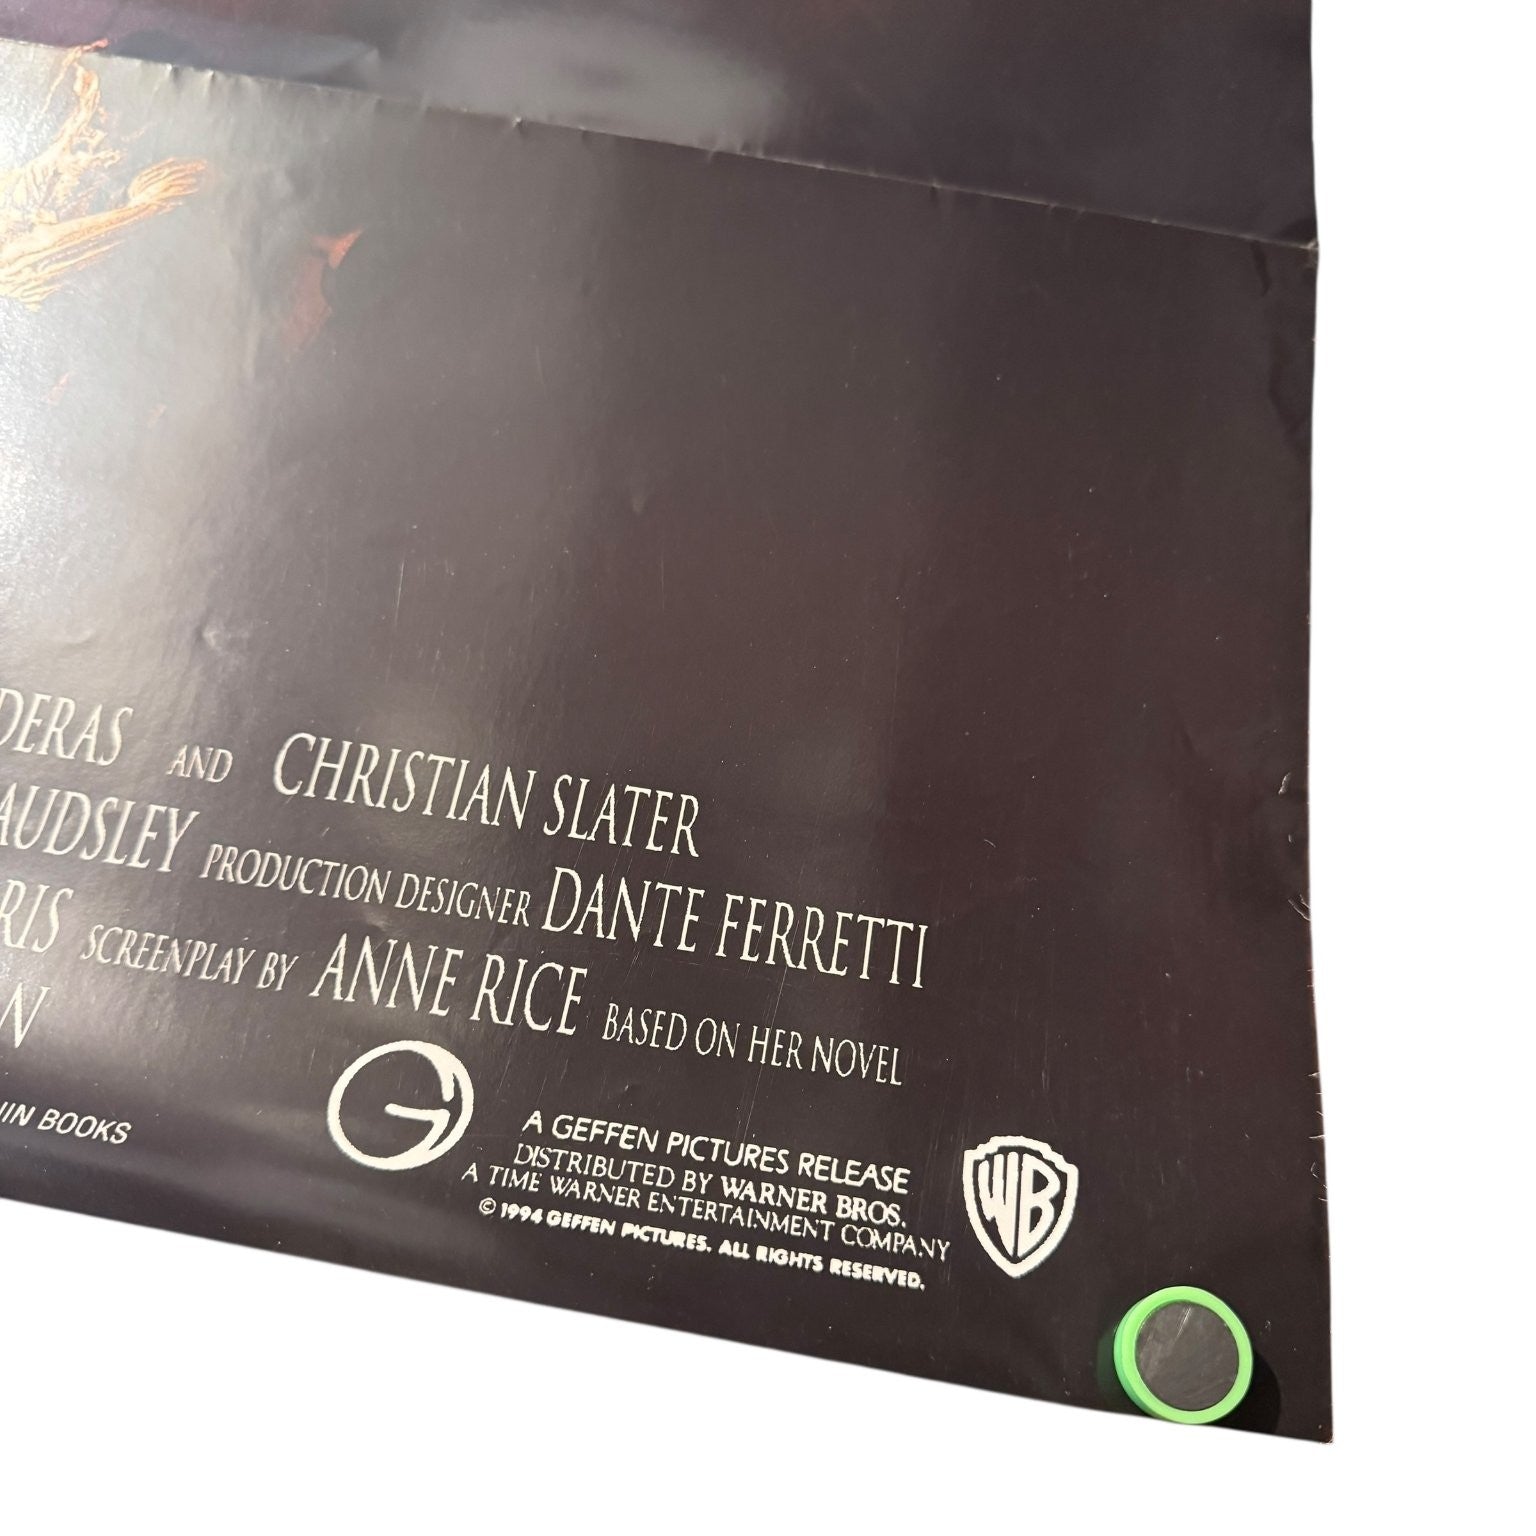 DERAS AND CHRISTIAN SLATER
AUDSLEY PRODUCTION DESIGNER DANTE FERRETTI
RIS SCREENPLAY BY ANNE RICE BASED ON HER NOVEL
N
IN BOOKS
G
A GEFFEN PICTURES RELEASE
DISTRIBUTED BY WARNER BROS.
A TIME WARNER ENTERTAINMENT COMPANY
© 1994 GEFFEN PICTURES. ALL RIGHTS RESERVED.
WB